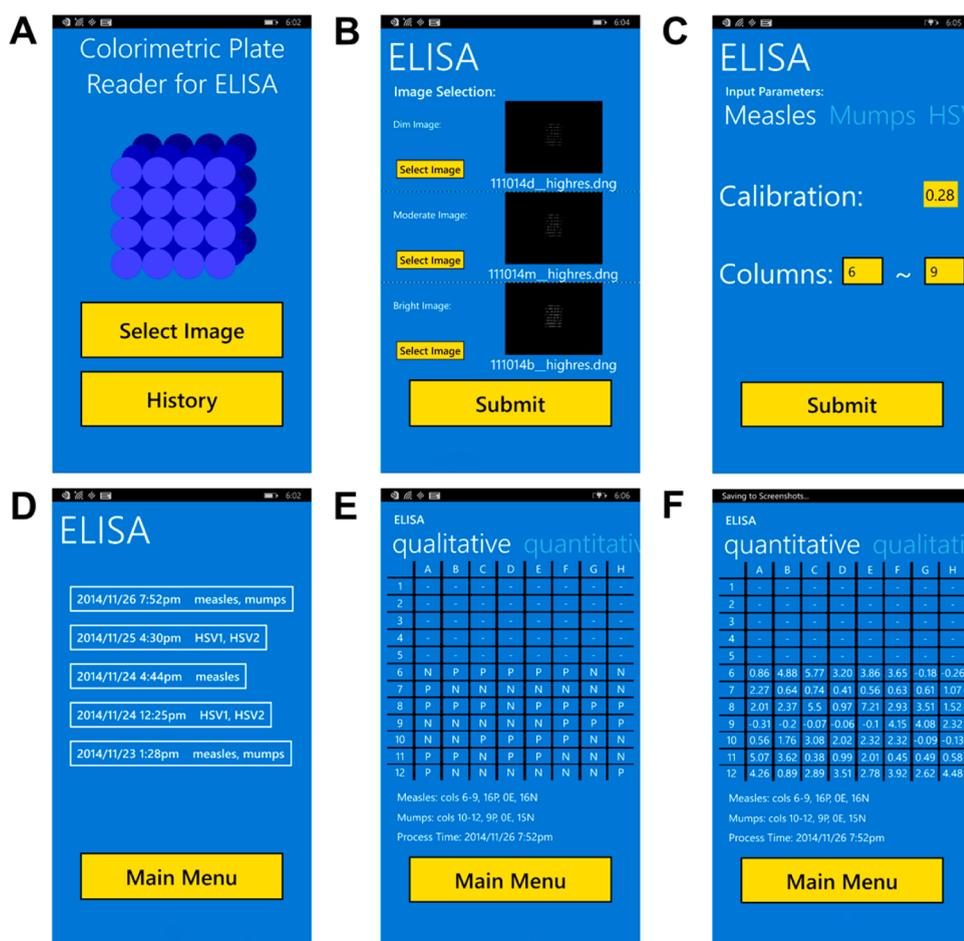 A
6:02
Colorimetric Plate
Reader for ELISA
Select Image
History
B
6:04
ELISA
Image Selection:
Dim Image:
Select Image
111014d__highres.dng
Moderate Image:
Select Image
111014m__highres.dng
Bright Image:
Select Image
111014b__highres.dng
Submit
C
6:05
ELISA
Input Parameters:
Measles Mumps HSV
Calibration: 0.28
Columns: 6 ~ 9
Submit
D
6:02
ELISA
2014/11/26 7:52pm measles, mumps
2014/11/25 4:30pm HSV1, HSV2
2014/11/24 4:44pm measles
2014/11/24 12:25pm HSV1, HSV2
2014/11/23 1:28pm measles, mumps
Main Menu
E
6:06
ELISA
qualitative quantitativ
A B C D E F G H
1 - - - - - - - -
2 - - - - - - - -
3 - - - - - - - -
4 - - - - - - - -
5 - - - - - - - -
6 N P P P P P N N
7 P N N N N N N N
8 P P P N P P P P
9 N N N N N P P P
10 N N P P P P N N
11 P P N P P N N N
12 P N N N N N N P
Measles: cols 6-9, 16P, 0E, 16N
Mumps: cols 10-12, 9P, 0E, 15N
Process Time: 2014/11/26 7:52pm
Main Menu
F
Saving to Screenshots...
ELISA
quantitative qualitati
A B C D E F G H
1 - - - - - - - -
2 - - - - - - - -
3 - - - - - - - -
4 - - - - - - - -
5 - - - - - - - -
6 0.86 4.88 5.77 3.20 3.86 3.65 -0.18 -0.26
7 2.27 0.64 0.74 0.41 0.56 0.63 0.61 1.07
8 2.01 2.37 5.5 0.97 7.21 2.93 3.51 1.52
9 -0.31 -0.2 -0.07 -0.06 -0.1 4.15 4.08 2.32
10 0.56 1.76 3.08 2.02 2.32 2.32 -0.09 -0.13
11 5.07 3.62 0.38 0.99 2.01 0.45 0.49 0.58
12 4.26 0.89 2.89 3.51 2.78 3.92 2.62 4.48
Measles: cols 6-9, 16P, 0E, 16N
Mumps: cols 10-12, 9P, 0E, 15N
Process Time: 2014/11/26 7:52pm
Main Menu